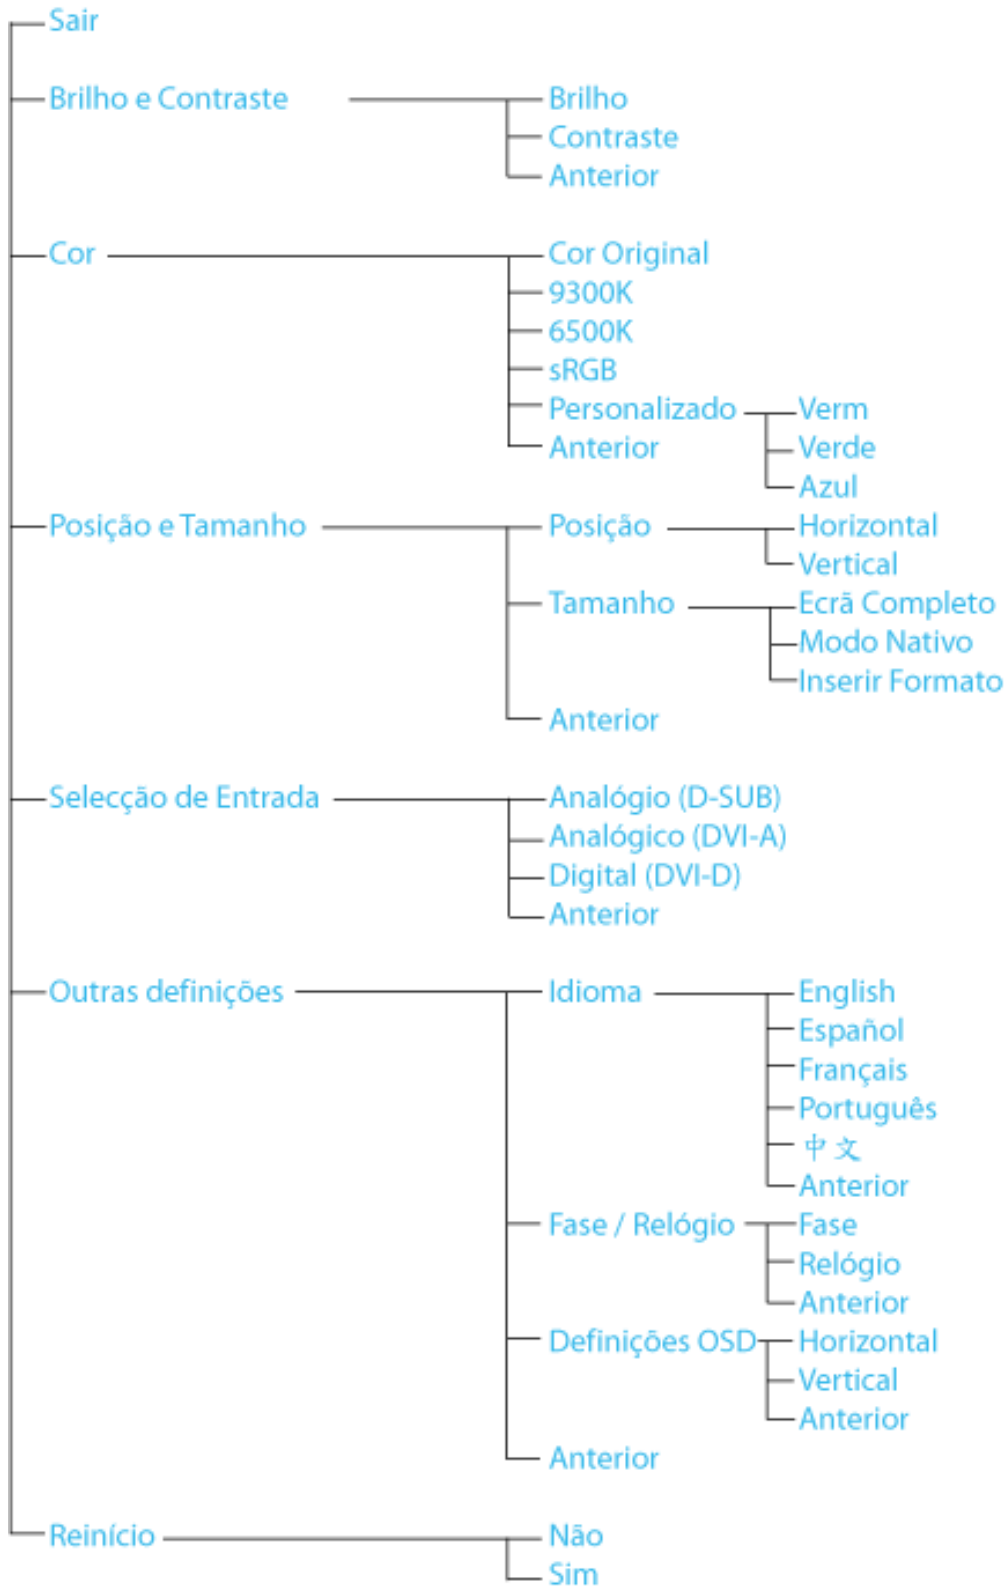 Sair
Brilho e Contraste Brilho
Contraste
Anterior
Cor Cor Original
9300K
6500K
sRGB
Personalizado Verm
Anterior Verde
Azul
Posição e Tamanho Posição Horizontal
Vertical
Tamanho Ecrã Completo
Modo Nativo
Inserir Formato
Anterior
Selecção de Entrada Analógio (D-SUB)
Analógico (DVI-A)
Digital (DVI-D)
Anterior
Outras definições Idioma English
Español
Français
Português
中文
Anterior
Fase / Relógio Fase
Relógio
Anterior
Definições OSD Horizontal
Vertical
Anterior
Anterior
Reinício Não
Sim